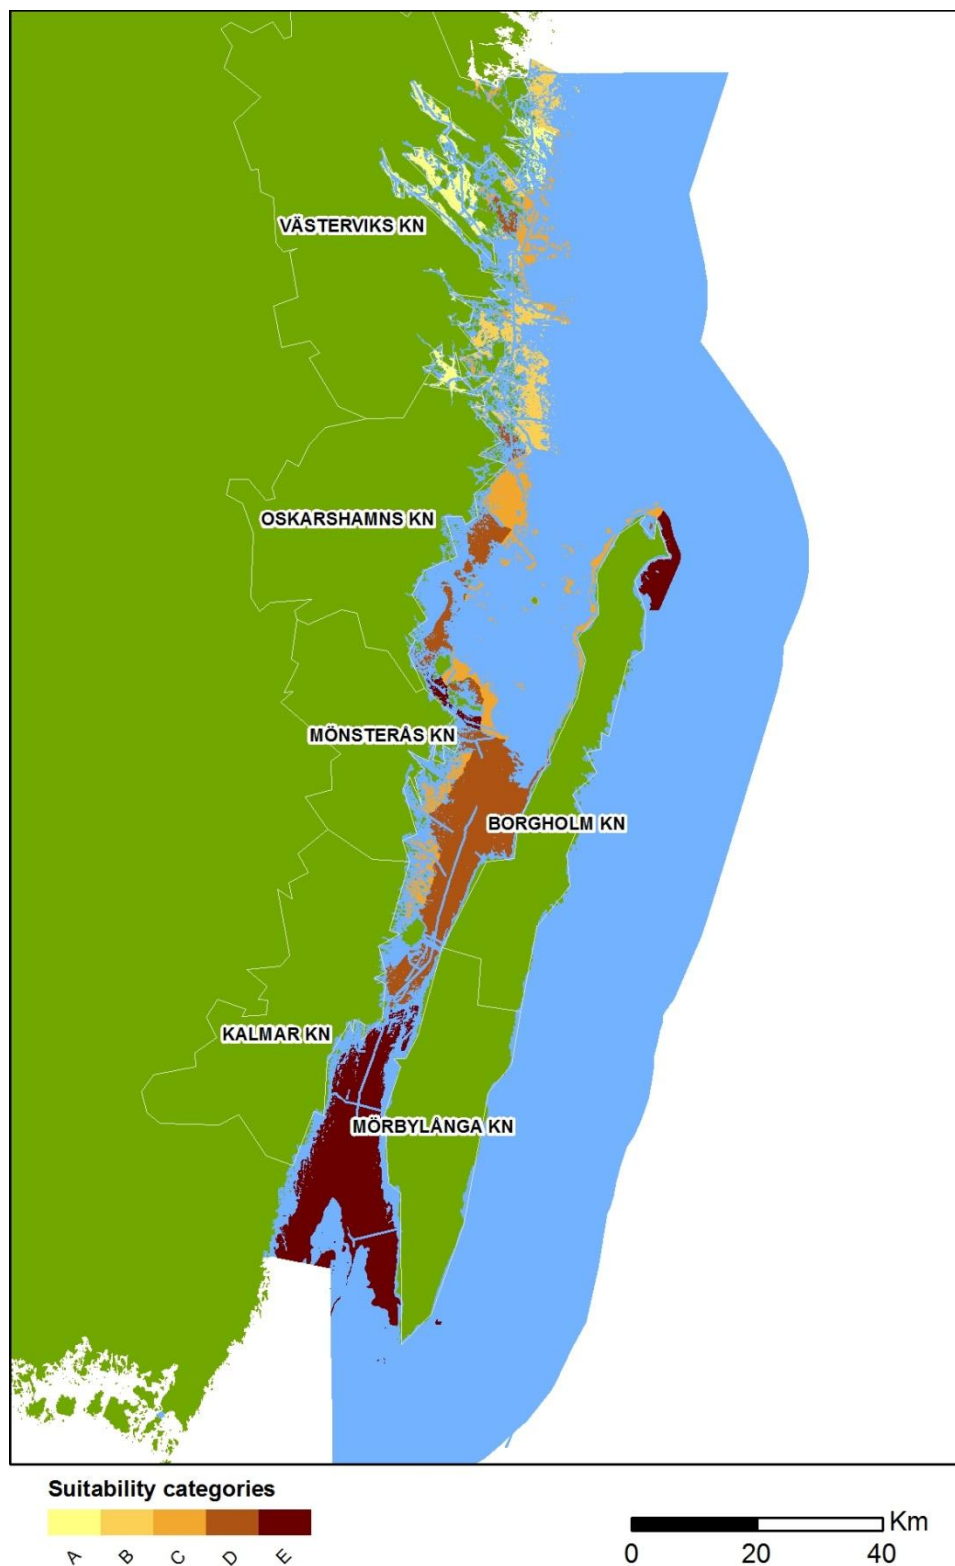 VÄSTERVIKS KN
OSKARSHAMNS KN
MÖNSTERÅS KN
BORGHOLM KN
KALMAR KN
MÖRBYLÅNGA KN
Suitability categories
A B C D E
Km
0 20 40